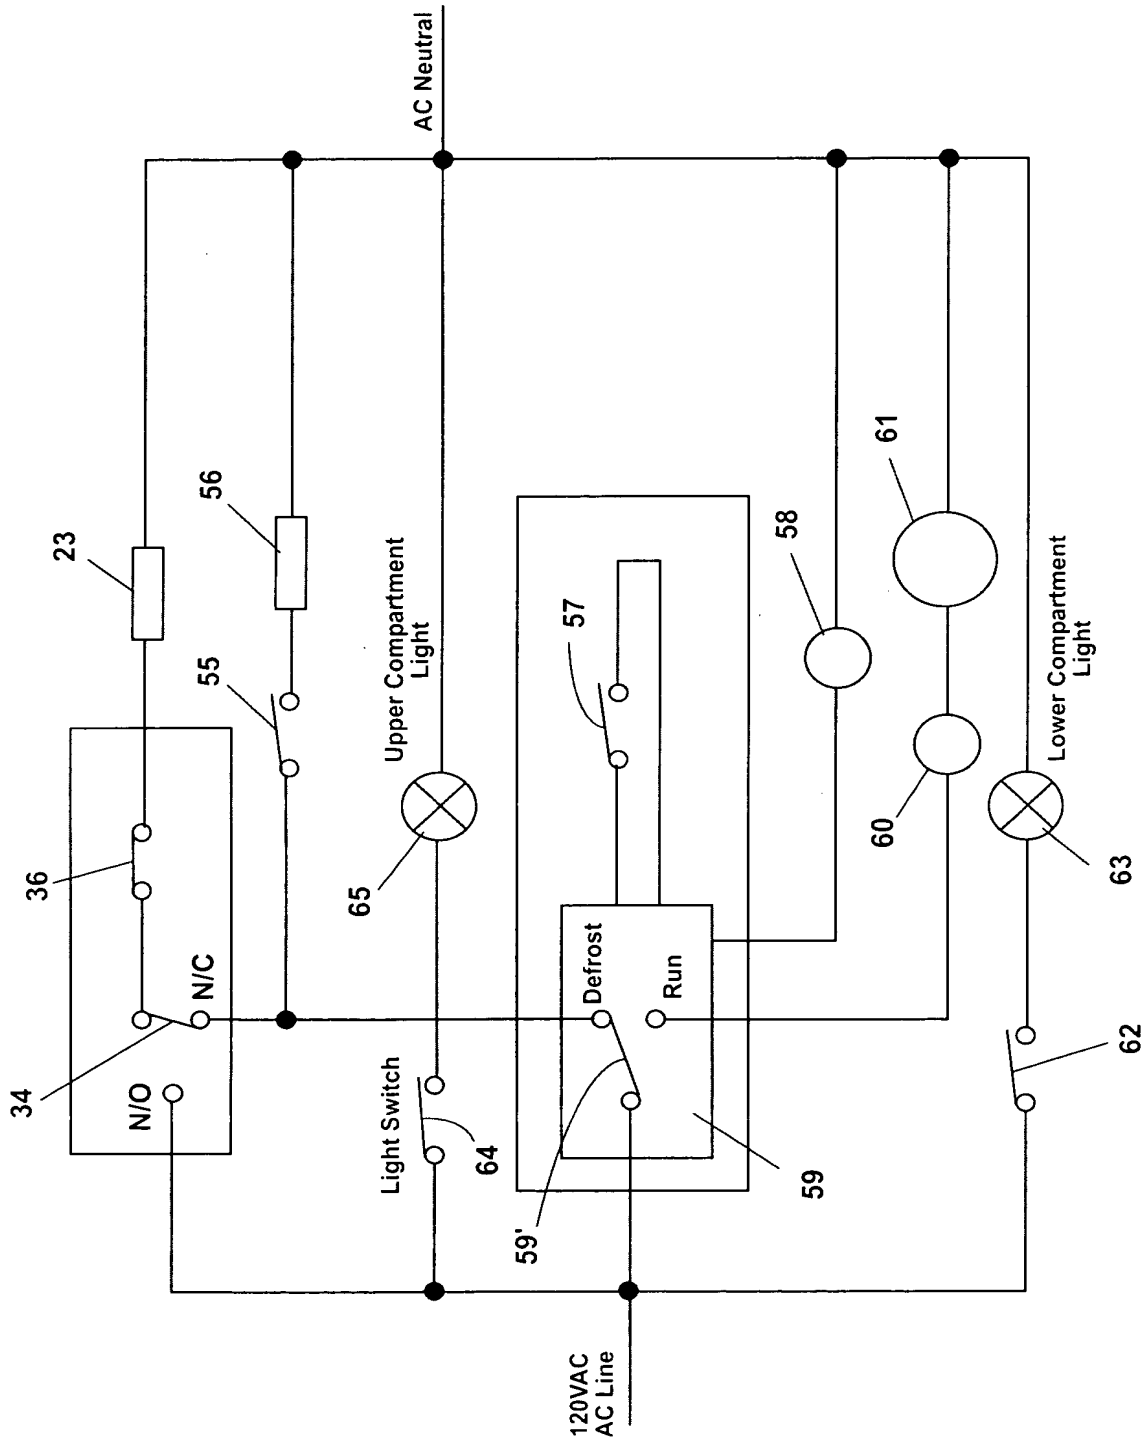 23
36
34
N/O
N/C
55
56
AC Neutral
Upper Compartment
Light
65
Light Switch
64
57
Defrost
Run
59'
59
58
61
60
120VAC
AC Line
Lower Compartment
Light
63
62